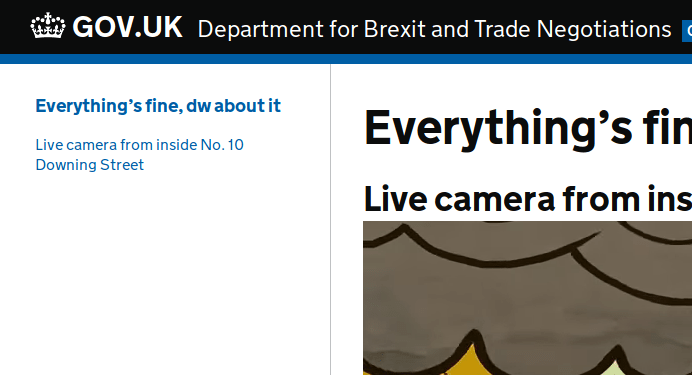 GOV.UK Department for Brexit and Trade Negotiations
Everything’s fine, dw about it
Live camera from inside No. 10
Downing Street
Everything’s fin
Live camera from ins